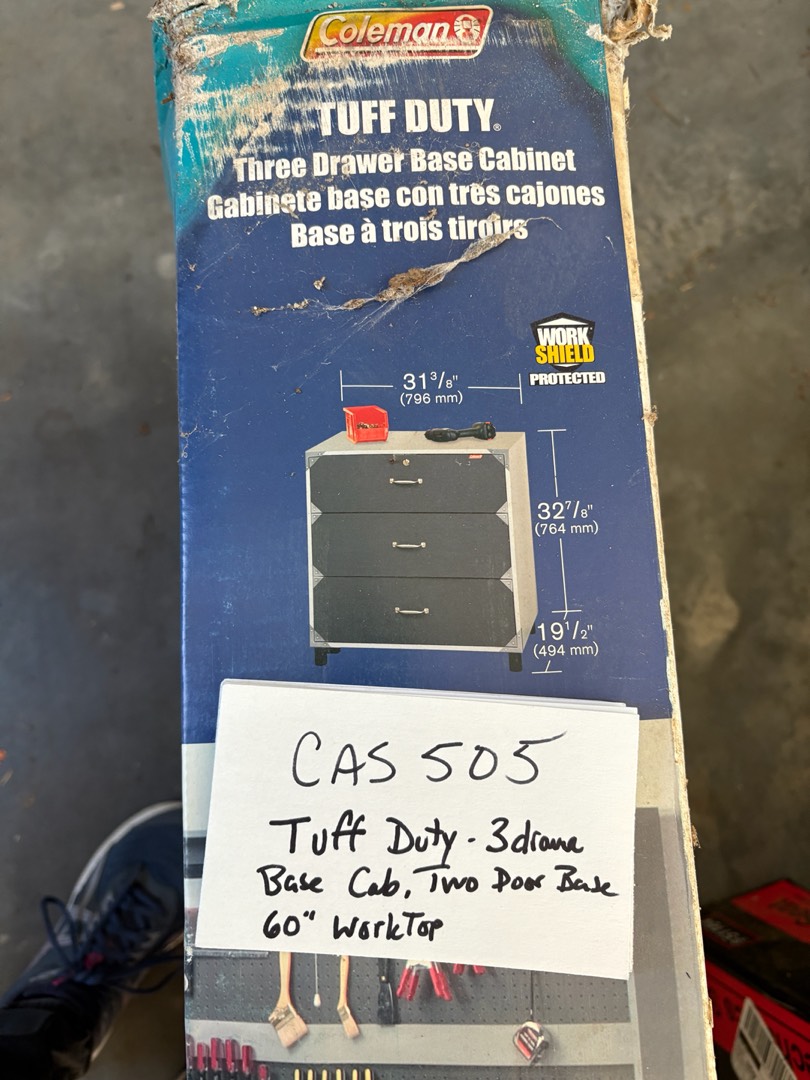 Coleman
TUFF DUTY®
Three Drawer Base Cabinet
Gabinete base con tres cajones
Base à trois tiroirs
WORK
SHIELD
PROTECTED
31 3/8"
(796 mm)
32 7/8"
(764 mm)
19 1/2"
(494 mm)
CAS 505
Tuff Duty - 3 drawe
Base Cab, Two Door Base
60" WorkTop